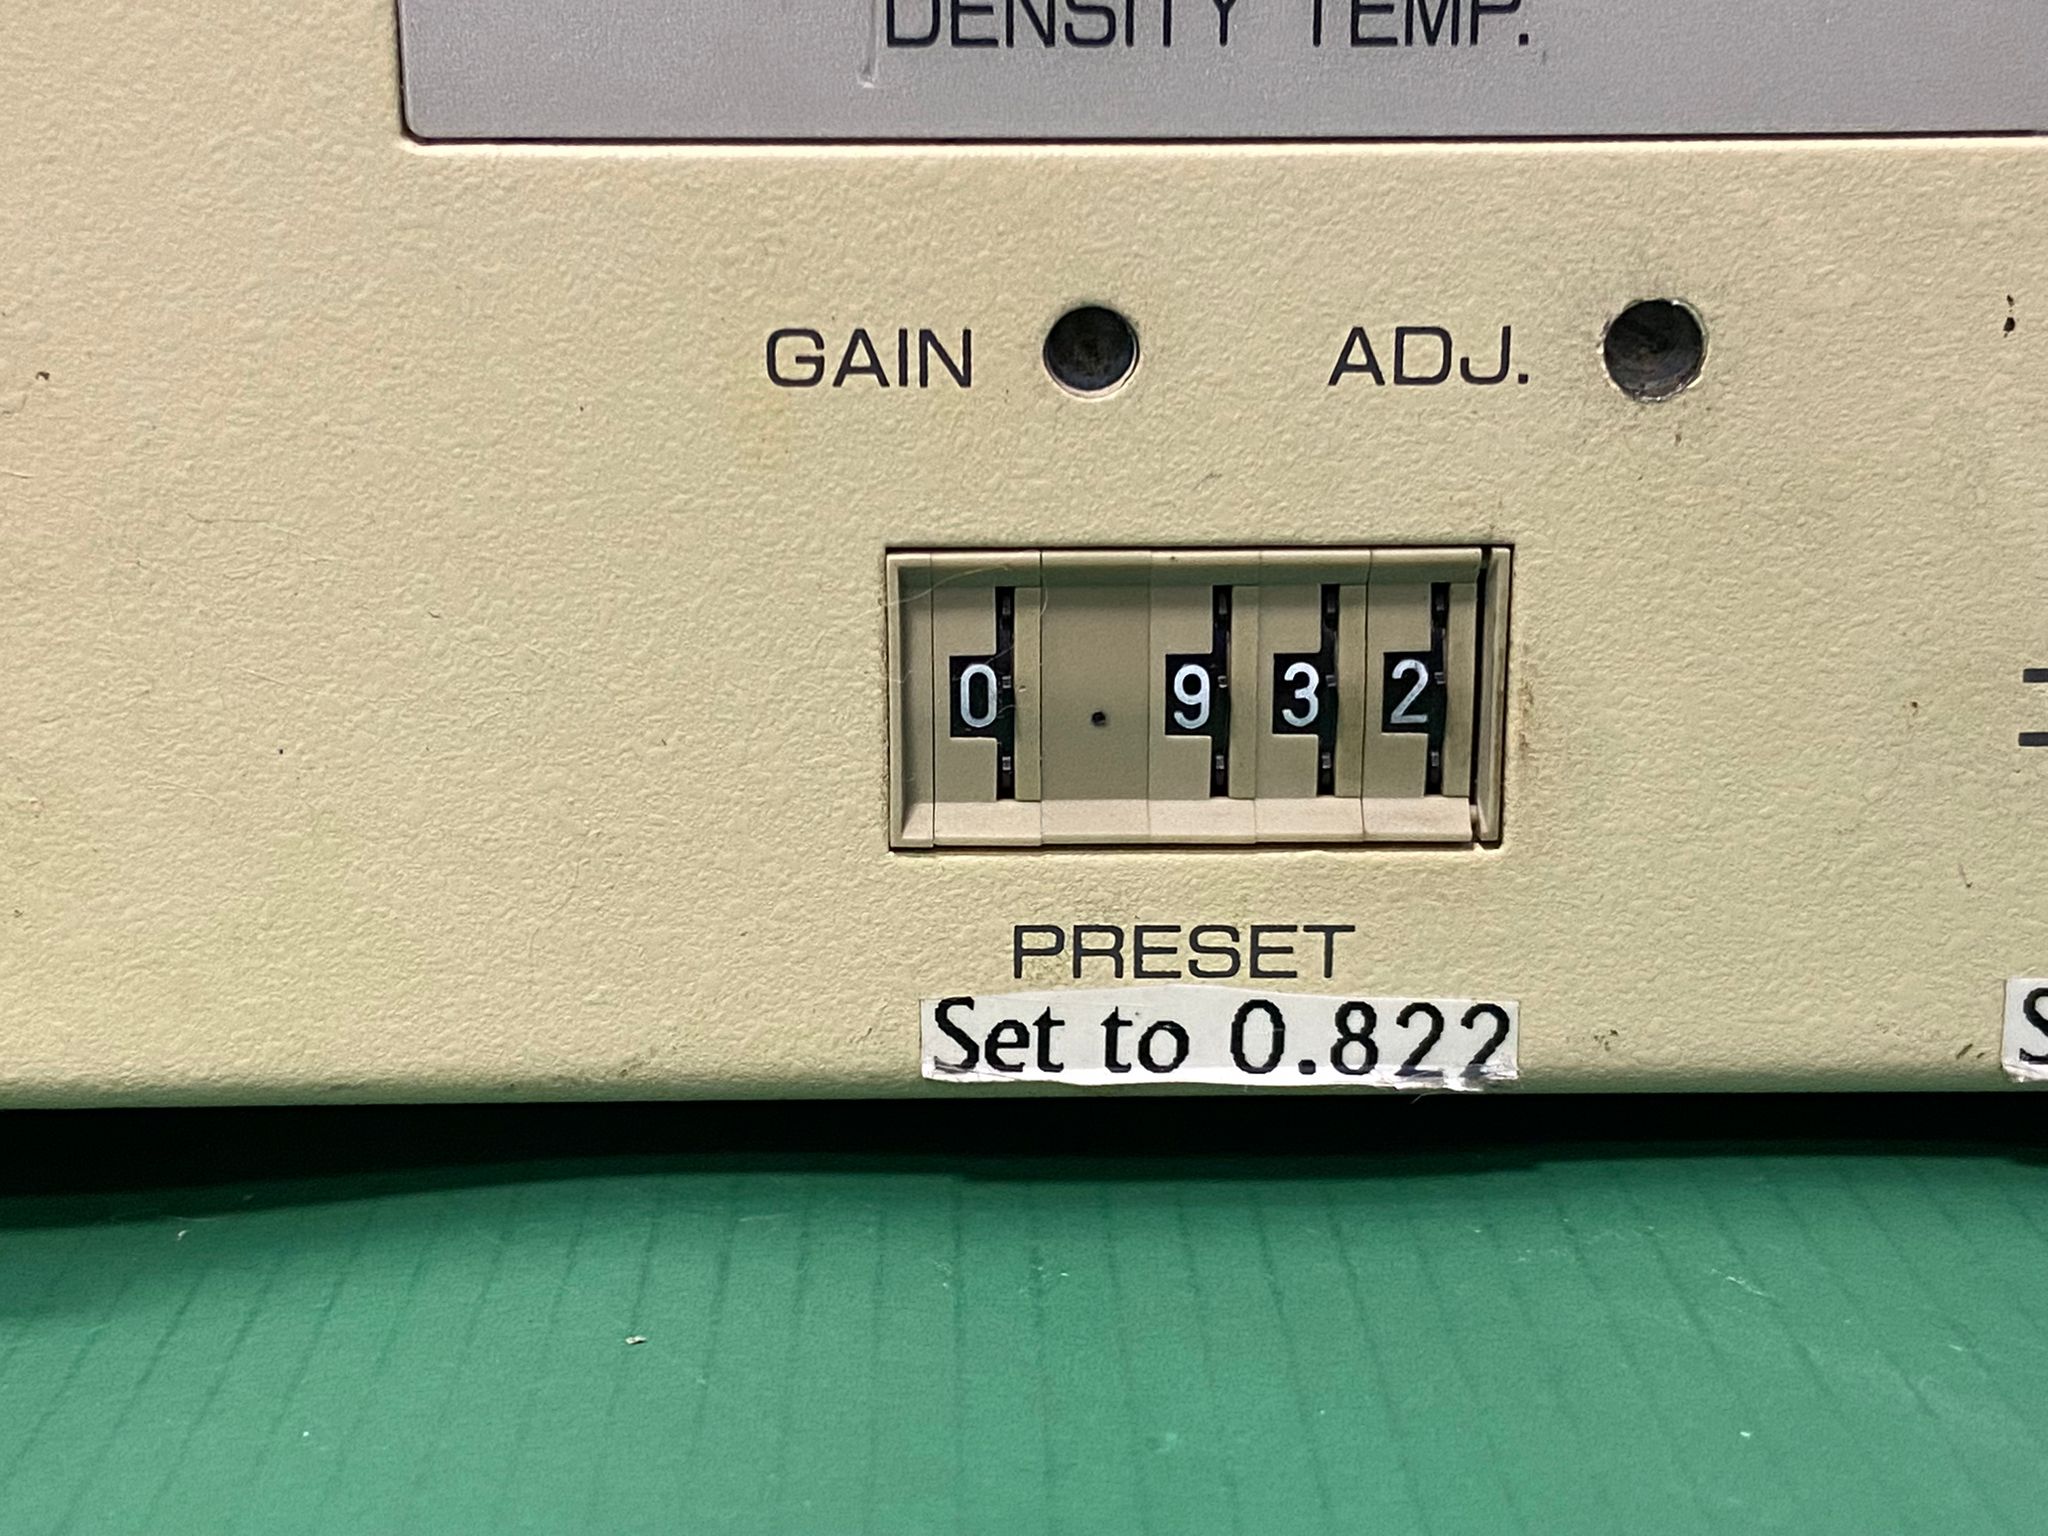 DENSITY TEMP.
GAIN ADJ.
0.932
PRESET
Set to 0.822